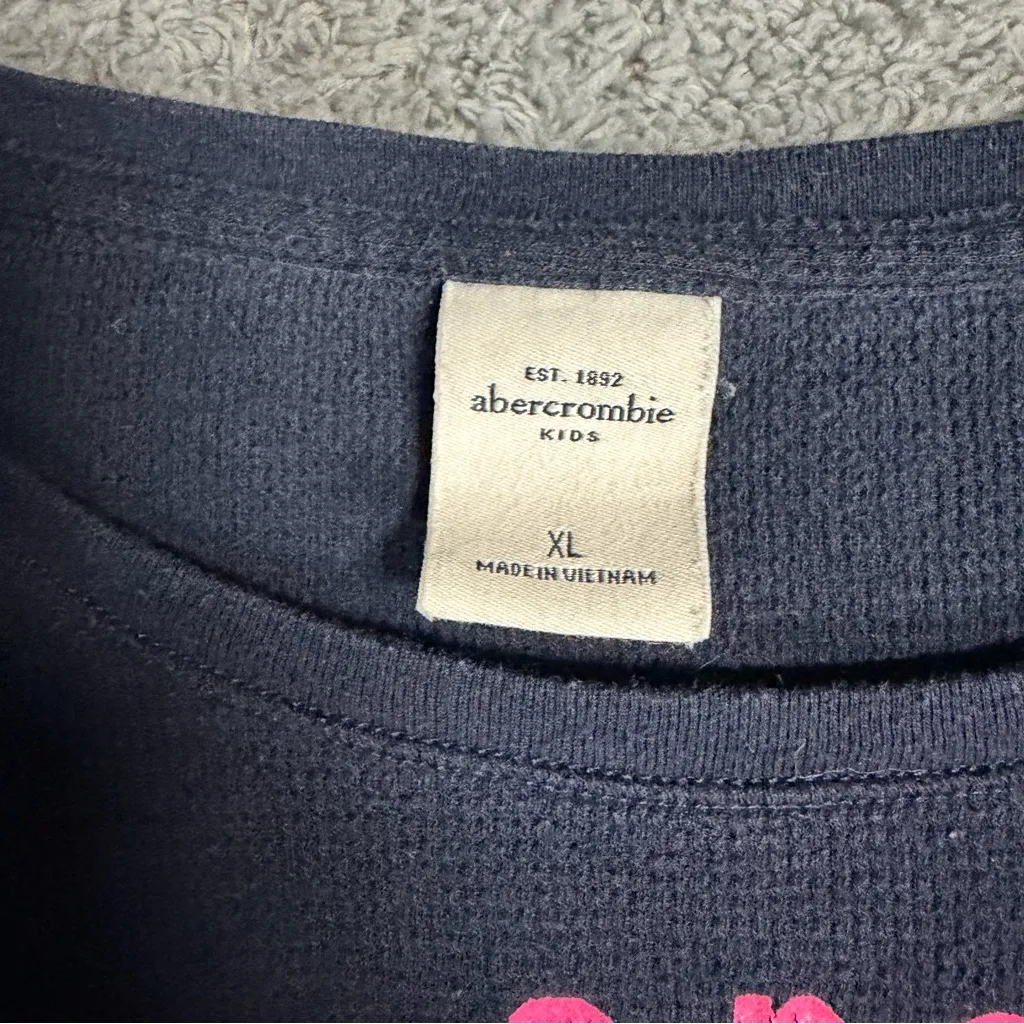 EST. 1892
abercrombie
KIDS
XL
MADE IN VIETNAM